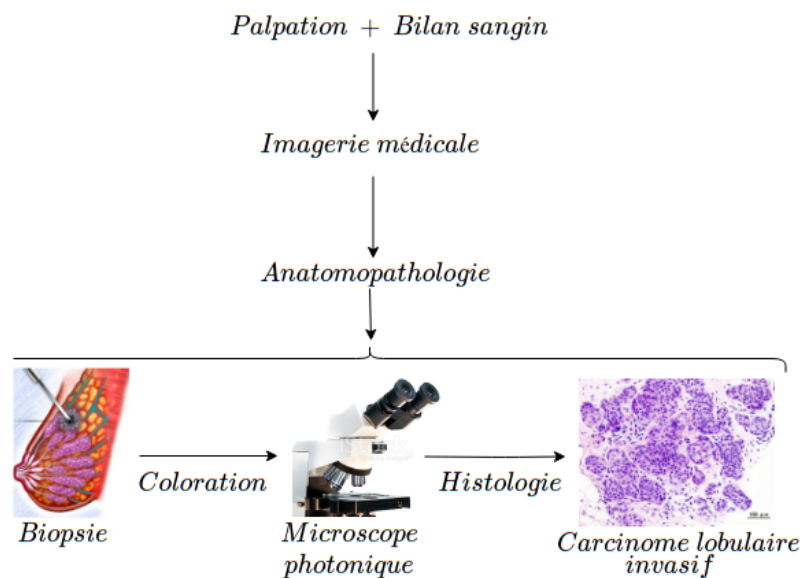 Palpation + Bilan sangin
Imagerie médicale
Anatomopathologie
Coloration
Histologie
Biopsie
Microscope
photonique
Carcinome lobulaire
invasif